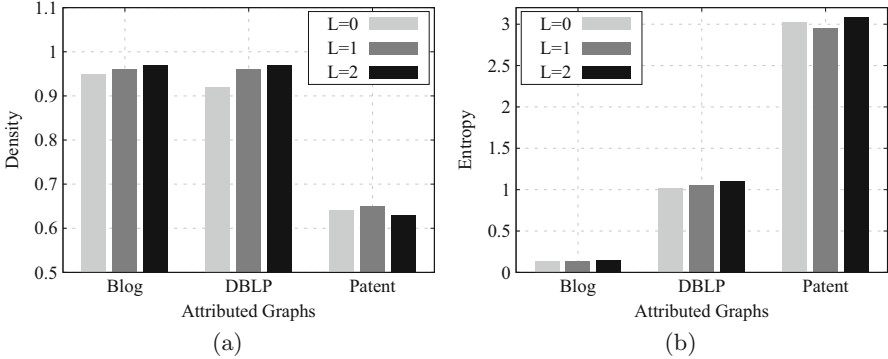 1.1
1
0.9
0.8
0.7
0.6
0.5
Density
L=0
L=1
L=2
Blog DBLP Patent
Attributed Graphs
(a)
3
2.5
2
1.5
1
0.5
0
Entropy
L=0
L=1
L=2
Blog DBLP Patent
Attributed Graphs
(b)